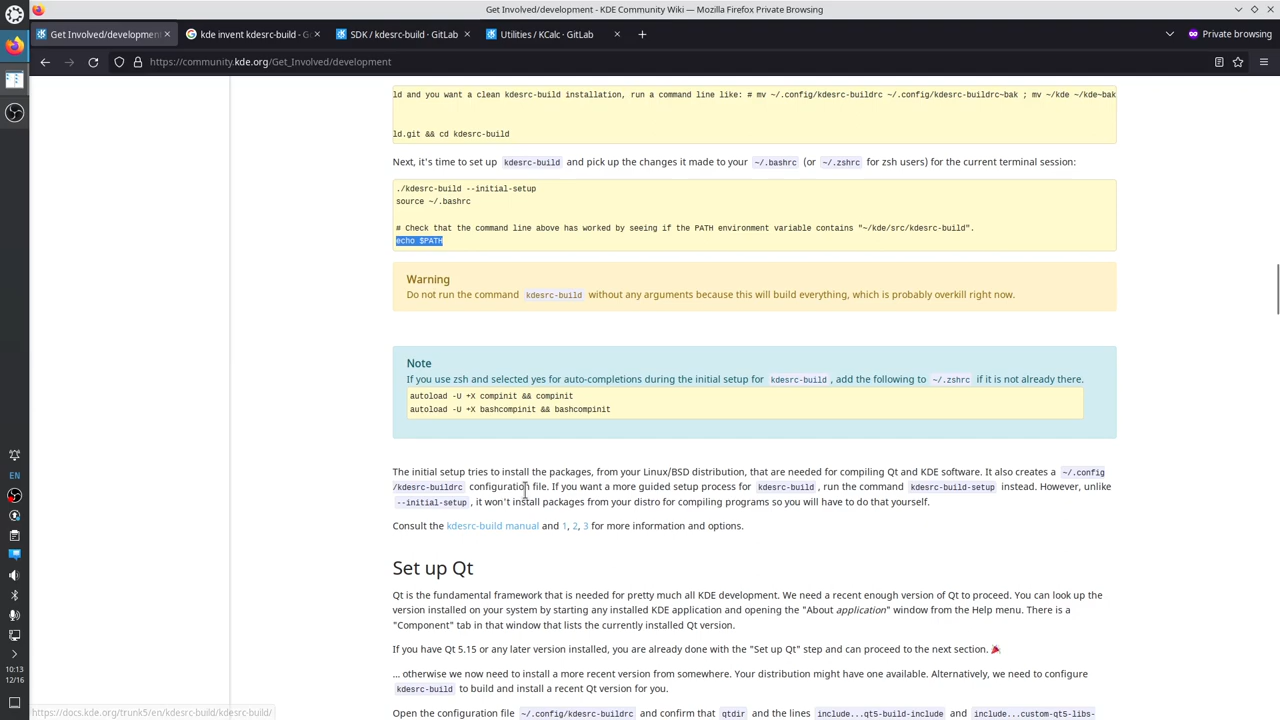 Get Involved/development - KDE Community Wiki — Mozilla Firefox Private Browsing
Get Involved/development
kde invent kdesrc-build - Go
SDK / kdesrc-build · GitLab
Utilities / KCalc · GitLab
Private browsing
https://community.kde.org/Get_Involved/development
ld and you want a clean kdesrc-build installation, run a command line like: # mv ~/.config/kdesrc-buildrc ~/.config/kdesrc-buildrc~bak ; mv ~/kde ~/kde~bak
ld.git && cd kdesrc-build
Next, it's time to set up kdesrc-build and pick up the changes it made to your ~/.bashrc (or ~/.zshrc for zsh users) for the current terminal session:
./kdesrc-build --initial-setup
source ~/.bashrc
# Check that the command line above has worked by seeing if the PATH environment variable contains "~/kde/src/kdesrc-build".
echo $PATH
Warning
Do not run the command kdesrc-build without any arguments because this will build everything, which is probably overkill right now.
Note
If you use zsh and selected yes for auto-completions during the initial setup for kdesrc-build, add the following to ~/.zshrc if it is not already there.
autoload -U +X compinit && compinit
autoload -U +X bashcompinit && bashcompinit
The initial setup tries to install the packages, from your Linux/BSD distribution, that are needed for compiling Qt and KDE software. It also creates a ~/.config
/kdesrc-buildrc configuration file. If you want a more guided setup process for kdesrc-build, run the command kdesrc-build-setup instead. However, unlike
--initial-setup, it won't install packages from your distro for compiling programs so you will have to do that yourself.
Consult the kdesrc-build manual and 1, 2, 3 for more information and options.
Set up Qt
Qt is the fundamental framework that is needed for pretty much all KDE development. We need a recent enough version of Qt to proceed. You can look up the
version installed on your system by starting any installed KDE application and opening the "About application" window from the Help menu. There is a
"Component" tab in that window that lists the currently installed Qt version.
If you have Qt 5.15 or any later version installed, you are already done with the "Set up Qt" step and can proceed to the next section. 🎉
... otherwise we now need to install a more recent version from somewhere. Your distribution might have one available. Alternatively, we need to configure
kdesrc-build to build and install a recent Qt version for you.
Open the configuration file ~/.config/kdesrc-buildrc and confirm that qtdir and the lines include...qt5-build-include and include...custom-qt5-libs-
EN
10:13
12/16
https://docs.kde.org/trunk5/en/kdesrc-build/kdesrc-build/